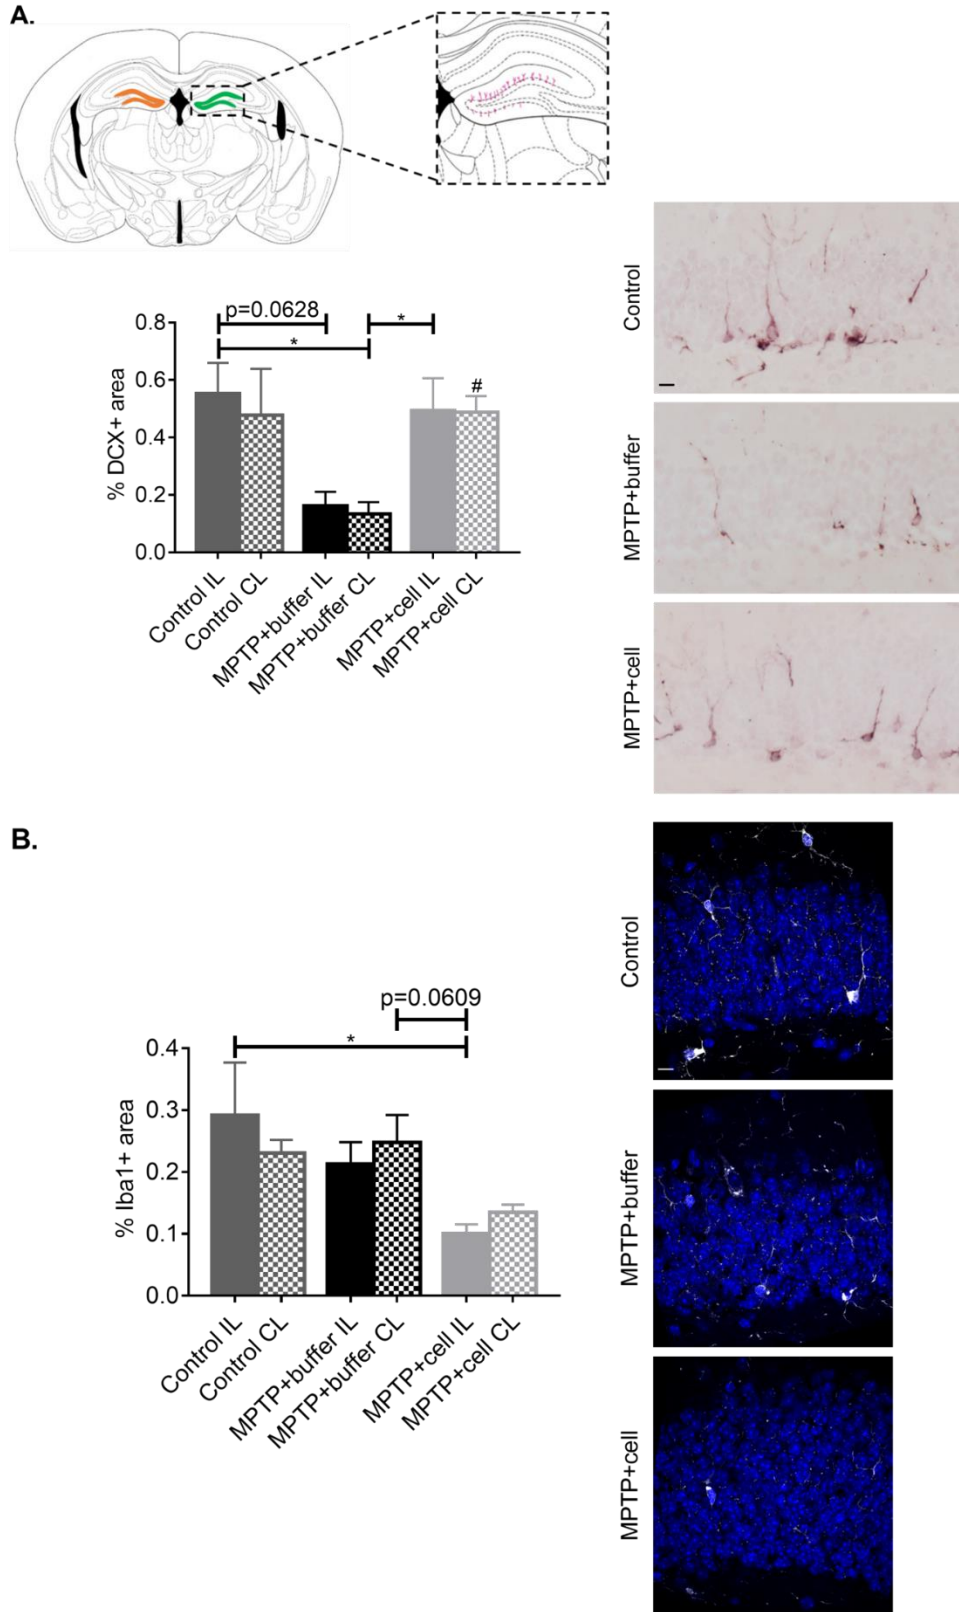 A.
Control
MPTP+buffer
MPTP+cell
p=0.0628
*
*
#
% DCX+ area
0.8
0.6
0.4
0.2
0.0
Control IL
Control CL
MPTP+buffer IL
MPTP+buffer CL
MPTP+cell IL
MPTP+cell CL
B.
Control
MPTP+buffer
MPTP+cell
p=0.0609
*
% Iba1+ area
0.4
0.3
0.2
0.1
0.0
Control IL
Control CL
MPTP+buffer IL
MPTP+buffer CL
MPTP+cell IL
MPTP+cell CL